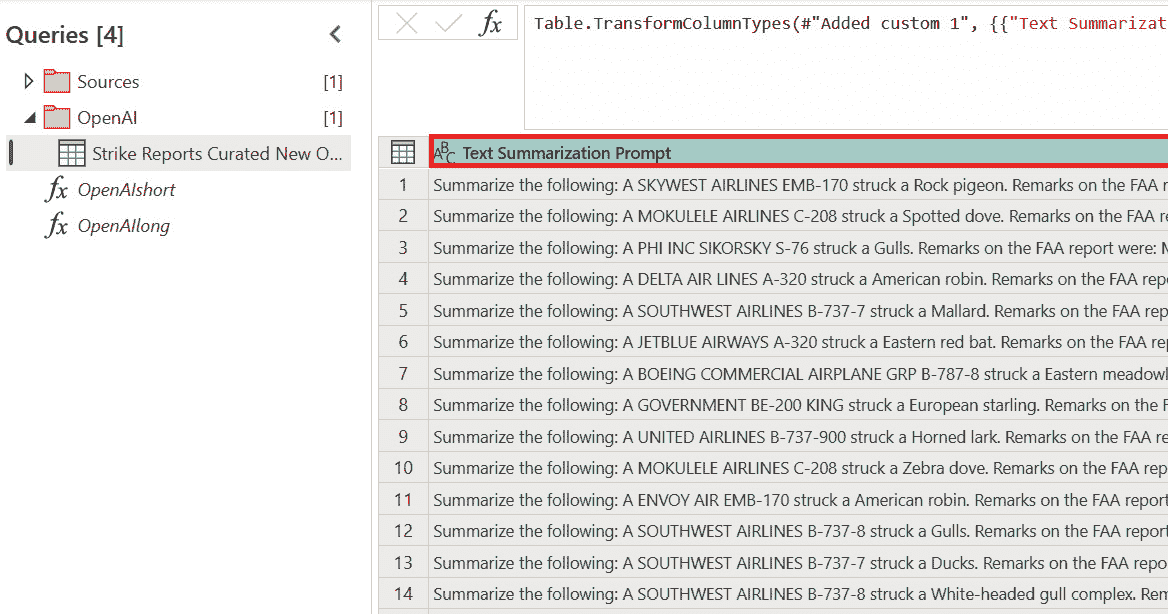 Queries [4]
Sources [1]
OpenAI [1]
Strike Reports Curated New O...
fx OpenAIshort
fx OpenAIlong
fx
Table.TransformColumnTypes(#"Added custom 1", {{"Text Summarizat
ABC Text Summarization Prompt
1 Summarize the following: A SKYWEST AIRLINES EMB-170 struck a Rock pigeon. Remarks on the FAA r
2 Summarize the following: A MOKULELE AIRLINES C-208 struck a Spotted dove. Remarks on the FAA re
3 Summarize the following: A PHI INC SIKORSKY S-76 struck a Gulls. Remarks on the FAA report were: M
4 Summarize the following: A DELTA AIR LINES A-320 struck a American robin. Remarks on the FAA repo
5 Summarize the following: A SOUTHWEST AIRLINES B-737-7 struck a Mallard. Remarks on the FAA repo
6 Summarize the following: A JETBLUE AIRWAYS A-320 struck a Eastern red bat. Remarks on the FAA rep
7 Summarize the following: A BOEING COMMERCIAL AIRPLANE GRP B-787-8 struck a Eastern meadowl
8 Summarize the following: A GOVERNMENT BE-200 KING struck a European starling. Remarks on the F
9 Summarize the following: A UNITED AIRLINES B-737-900 struck a Horned lark. Remarks on the FAA re
10 Summarize the following: A MOKULELE AIRLINES C-208 struck a Zebra dove. Remarks on the FAA rep
11 Summarize the following: A ENVOY AIR EMB-170 struck a American robin. Remarks on the FAA report
12 Summarize the following: A SOUTHWEST AIRLINES B-737-8 struck a Gulls. Remarks on the FAA report
13 Summarize the following: A SOUTHWEST AIRLINES B-737-7 struck a Ducks. Remarks on the FAA repo
14 Summarize the following: A SOUTHWEST AIRLINES B-737-8 struck a White-headed gull complex. Rem